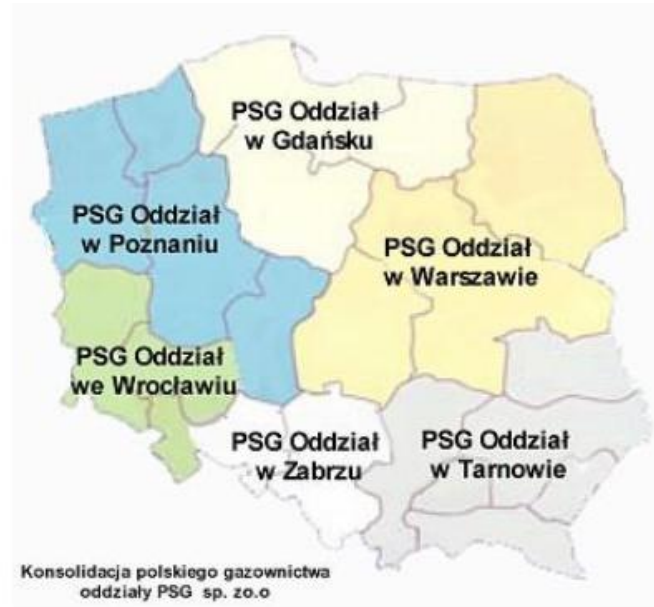 PSG Oddział
w Gdańsku
PSG Oddział
w Poznaniu
PSG Oddział
w Warszawie
PSG Oddział
we Wrocławiu
PSG Oddział
w Zabrzu
PSG Oddział
w Tarnowie
Konsolidacja polskiego gazownictwa
oddziały PSG sp. zo.o